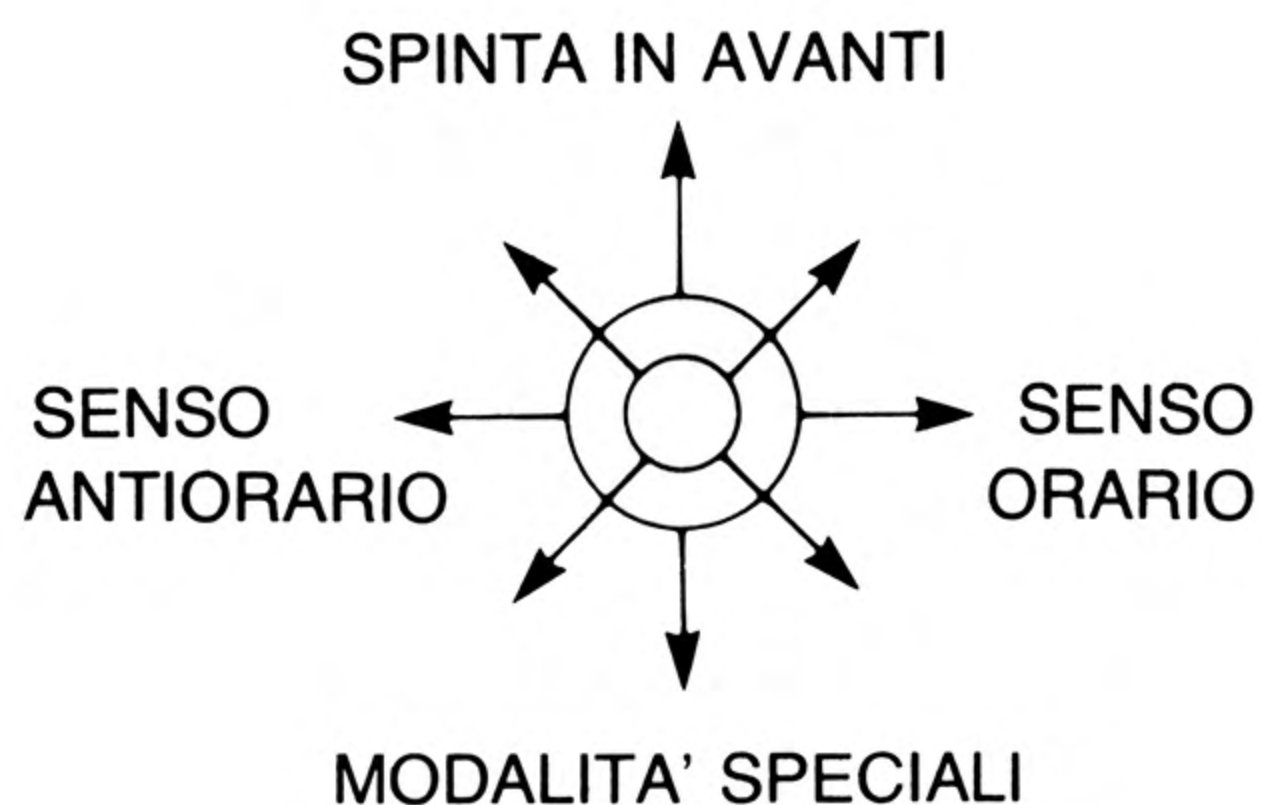 SPINTA IN AVANTI
SENSO
ANTIORARIO
SENSO
ORARIO
MODALITA' SPECIALI